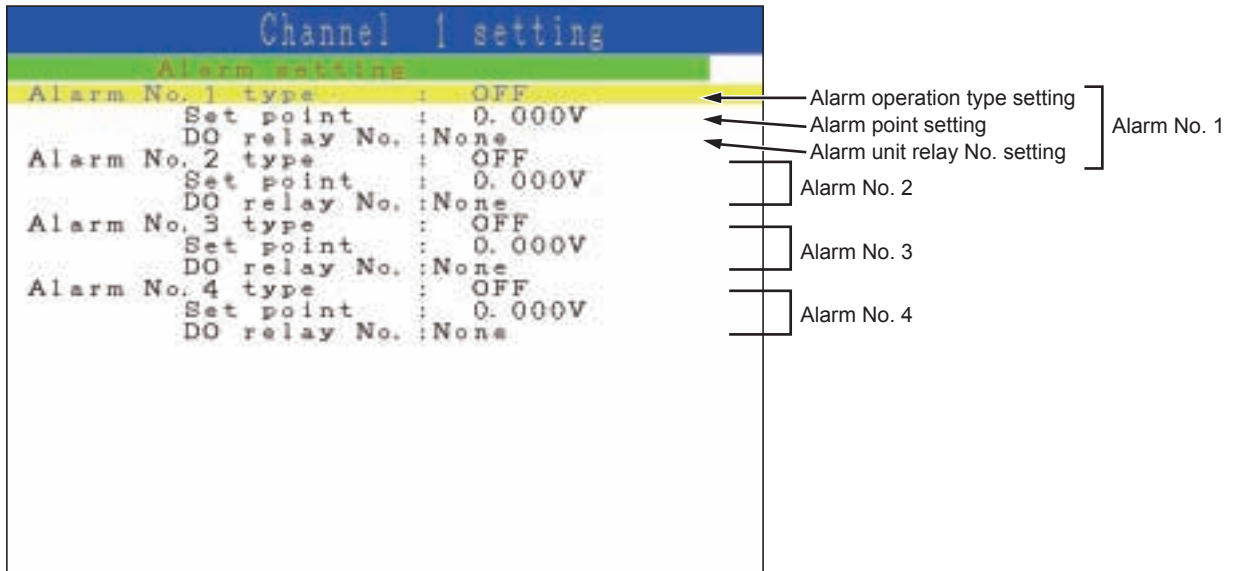 Channel 1 setting
Alarm setting
Alarm No. 1 type : OFF
Set point : 0.000V
DO relay No. :None
Alarm No. 2 type : OFF
Set point : 0.000V
DO relay No. :None
Alarm No. 3 type : OFF
Set point : 0.000V
DO relay No. :None
Alarm No. 4 type : OFF
Set point : 0.000V
DO relay No. :None
Alarm operation type setting
Alarm point setting
Alarm unit relay No. setting
Alarm No. 1
Alarm No. 2
Alarm No. 3
Alarm No. 4